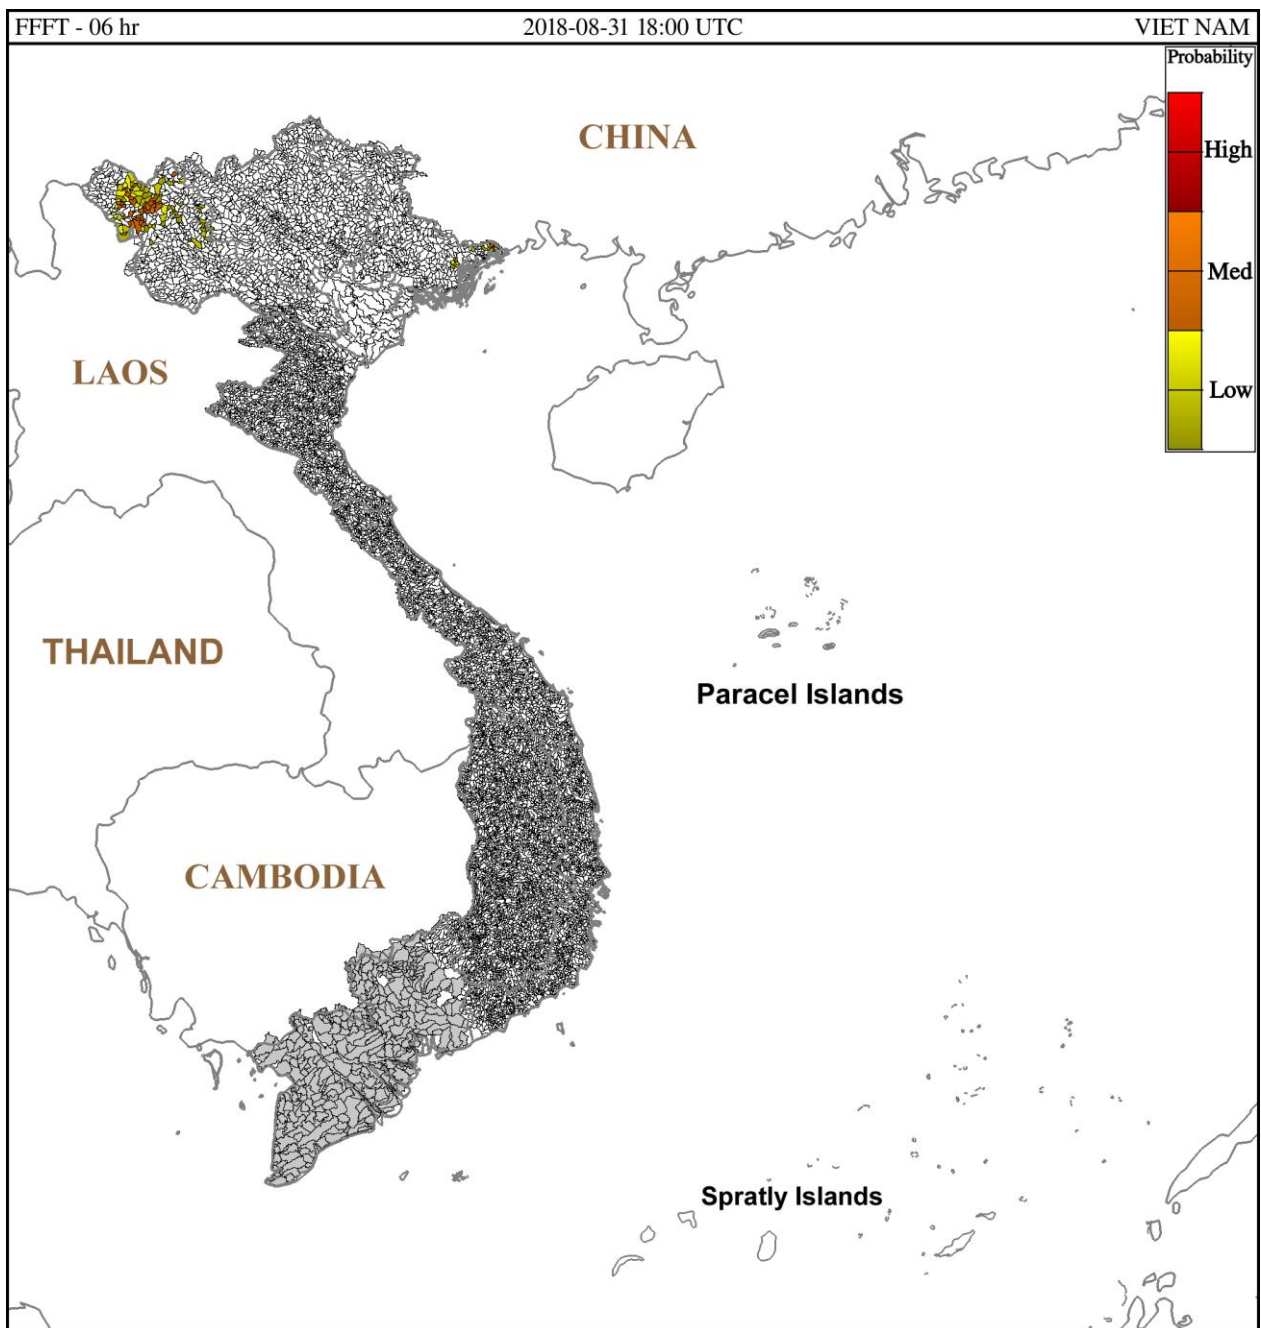 FFFT - 06 hr
2018-08-31 18:00 UTC
VIET NAM
Probability
High
Med
Low
CHINA
LAOS
THAILAND
Paracel Islands
CAMBODIA
Spratly Islands